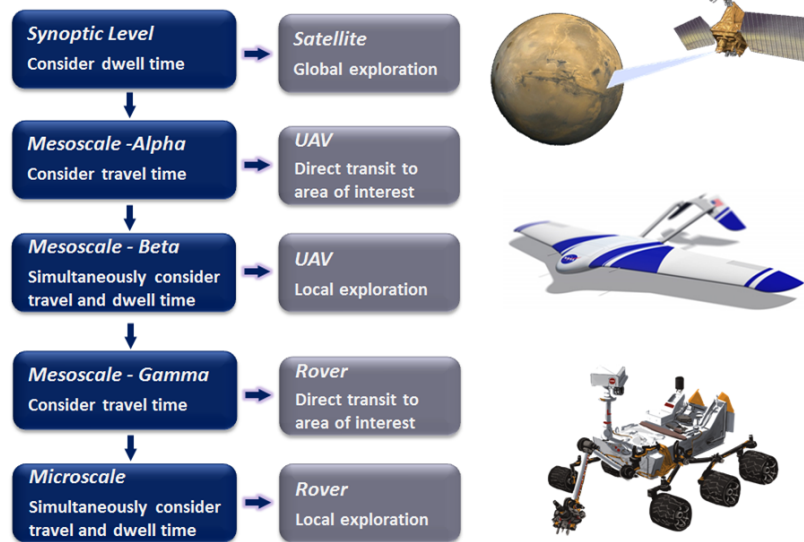 Synoptic Level
Consider dwell time
Satellite
Global exploration
Mesoscale -Alpha
Consider travel time
UAV
Direct transit to
area of interest
Mesoscale - Beta
Simultaneously consider
travel and dwell time
UAV
Local exploration
Mesoscale - Gamma
Consider travel time
Rover
Direct transit to
area of interest
Microscale
Simultaneously consider
travel and dwell time
Rover
Local exploration